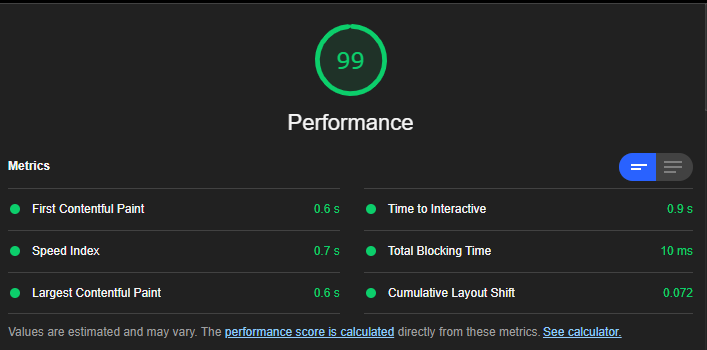 99
Performance
Metrics
First Contentful Paint 0.6 s
Time to Interactive 0.9 s
Speed Index 0.7 s
Total Blocking Time 10 ms
Largest Contentful Paint 0.6 s
Cumulative Layout Shift 0.072
Values are estimated and may vary. The performance score is calculated directly from these metrics. See calculator.